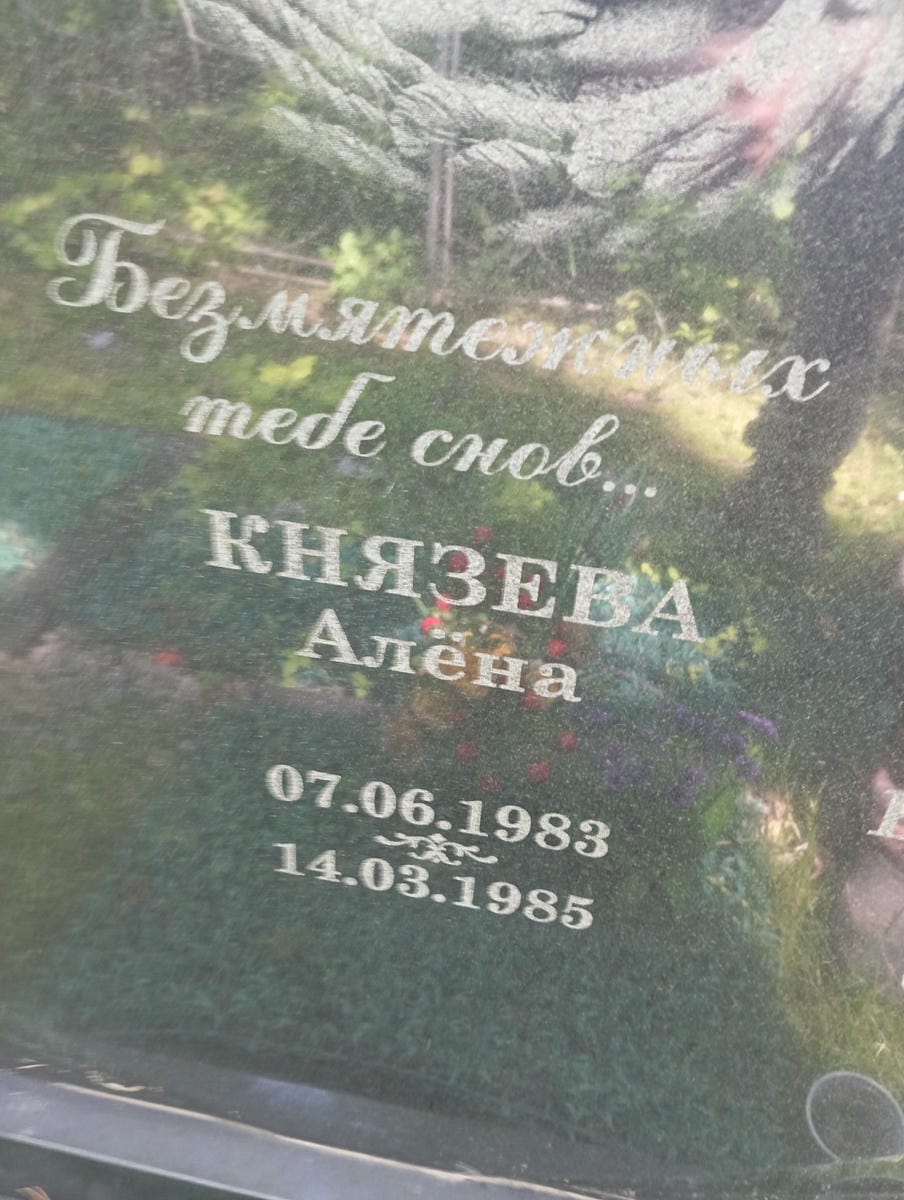 Безмятежных
тебе снов...
КНЯЗЕВА
Алёна
07.06.1983
14.03.1985